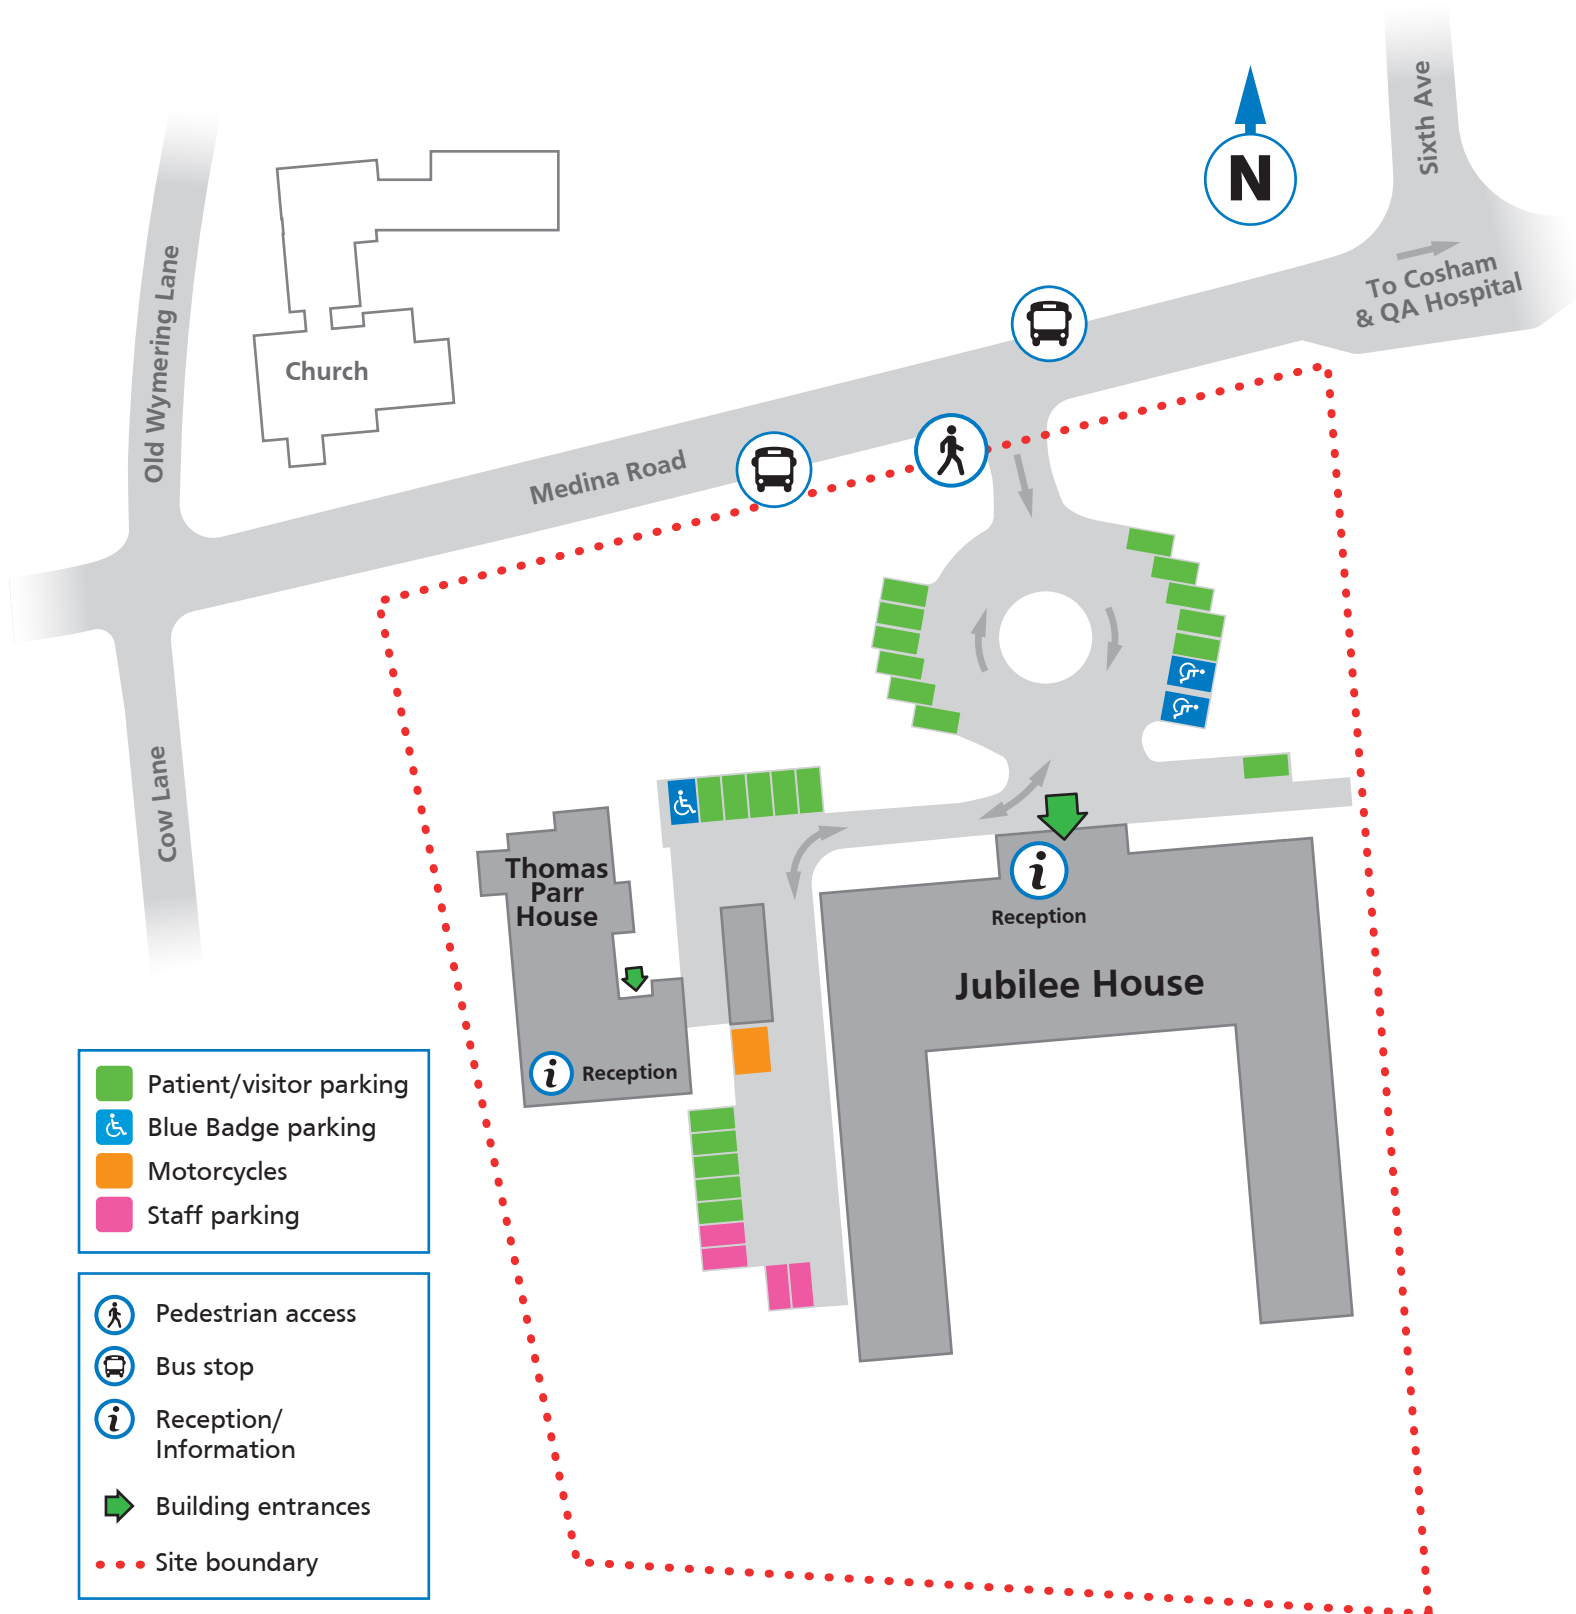 Sixth Ave
N
To Cosham
& QA Hospital
Old Wymering Lane
Church
Medina Road
Cow Lane
Thomas
Parr
House
Reception
Jubilee House
Reception
Patient/visitor parking
Blue Badge parking
Motorcycles
Staff parking
Pedestrian access
Bus stop
Reception/
Information
Building entrances
Site boundary